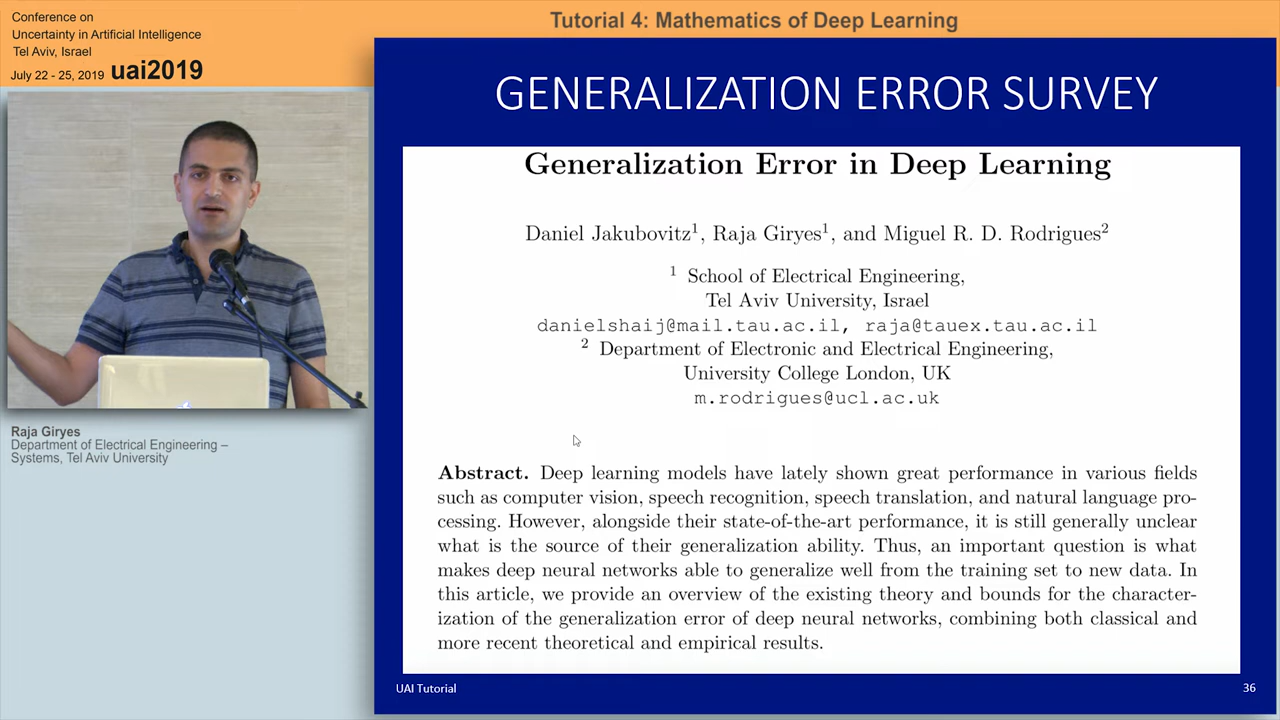 Conference on
Uncertainty in Artificial Intelligence
Tel Aviv, Israel
July 22 - 25, 2019 uai2019
Tutorial 4: Mathematics of Deep Learning
GENERALIZATION ERROR SURVEY
Generalization Error in Deep Learning
Daniel Jakubovitz1, Raja Giryes1, and Miguel R. D. Rodrigues2
1 School of Electrical Engineering,
Tel Aviv University, Israel
danielshaij@mail.tau.ac.il, raja@tauex.tau.ac.il
2 Department of Electronic and Electrical Engineering,
University College London, UK
m.rodrigues@ucl.ac.uk
Abstract. Deep learning models have lately shown great performance in various fields
such as computer vision, speech recognition, speech translation, and natural language pro-
cessing. However, alongside their state-of-the-art performance, it is still generally unclear
what is the source of their generalization ability. Thus, an important question is what
makes deep neural networks able to generalize well from the training set to new data. In
this article, we provide an overview of the existing theory and bounds for the character-
ization of the generalization error of deep neural networks, combining both classical and
more recent theoretical and empirical results.
UAI Tutorial
36
Raja Giryes
Department of Electrical Engineering –
Systems, Tel Aviv University